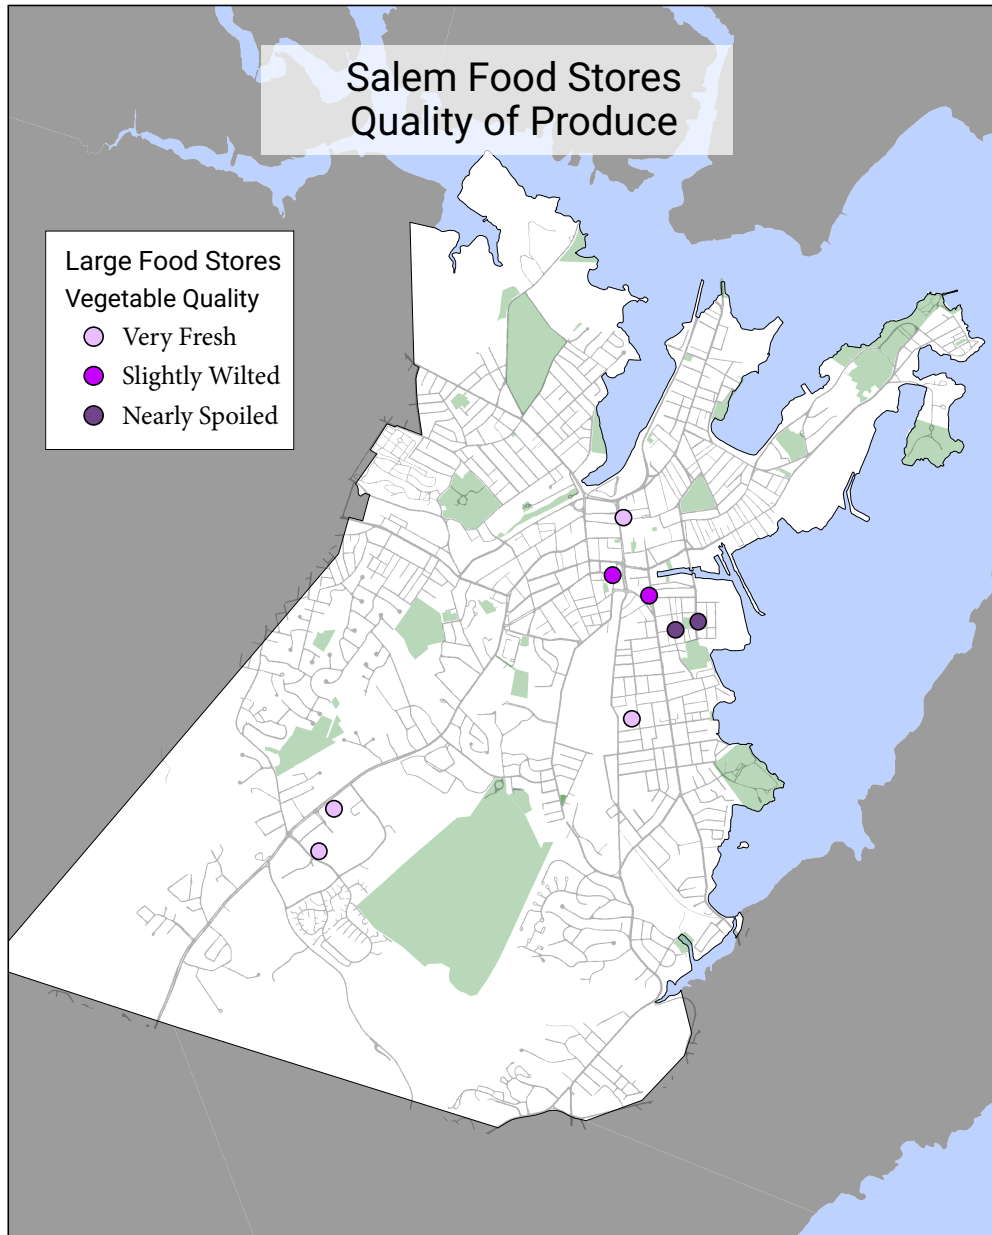 Salem Food Stores
Quality of Produce
Large Food Stores
Vegetable Quality
Very Fresh
Slightly Wilted
Nearly Spoiled